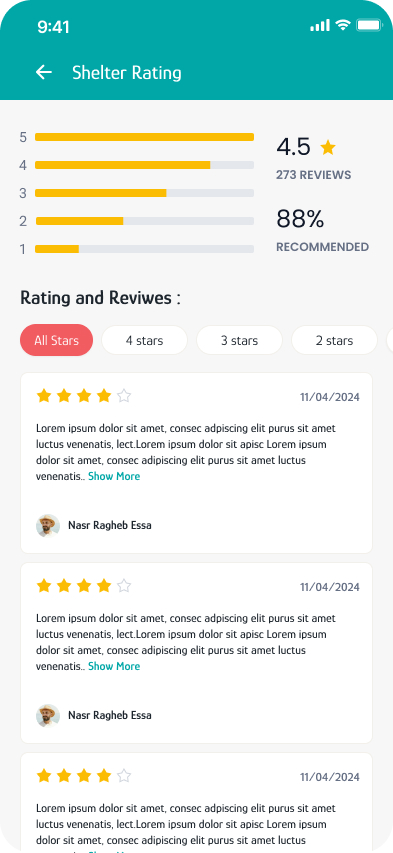 9:41
Shelter Rating
5
4
3
2
1
4.5
273 REVIEWS
88%
RECOMMENDED
Rating and Reviwes :
All Stars
4 stars
3 stars
2 stars
11/04/2024
Lorem ipsum dolor sit amet, consec adpiscing elit purus sit amet
luctus venenatis, lect.Lorem ipsum dolor sit apisc Lorem ipsum
dolor sit amet, consec adipiscing elit purus sit amet luctus
venenatis.. Show More
Nasr Ragheb Essa
11/04/2024
Lorem ipsum dolor sit amet, consec adpiscing elit purus sit amet
luctus venenatis, lect.Lorem ipsum dolor sit apisc Lorem ipsum
dolor sit amet, consec adipiscing elit purus sit amet luctus
venenatis.. Show More
Nasr Ragheb Essa
11/04/2024
Lorem ipsum dolor sit amet, consec adpiscing elit purus sit amet
luctus venenatis, lect.Lorem ipsum dolor sit apisc Lorem ipsum
dolor sit amet, consec adipiscing elit purus sit amet luctus